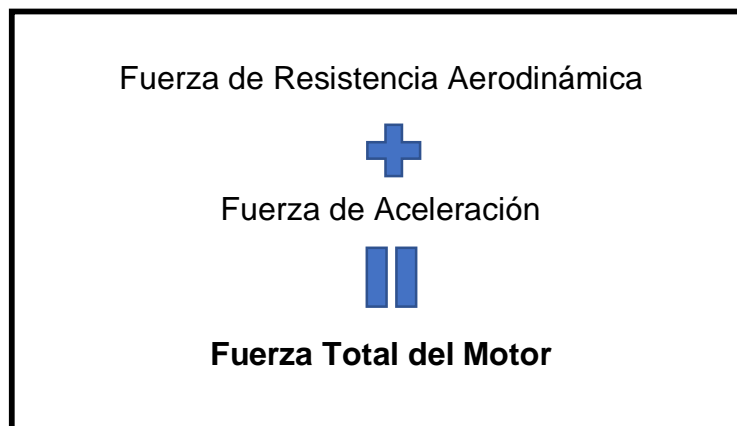 Fuerza de Resistencia Aerodinámica
Fuerza de Aceleración
Fuerza Total del Motor